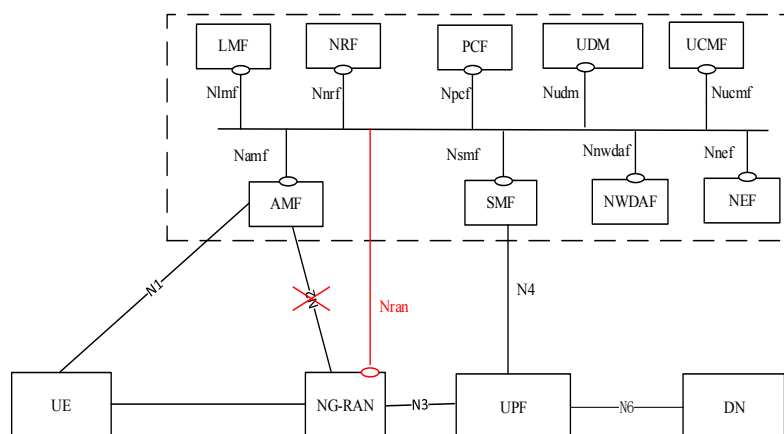 LMF
NRF
PCF
UDM
UCMF
Nlmf
Nnrf
Npcf
Nudm
Nucmf
Namf
Nsmf
Nnwdaf
Nnef
AMF
SMF
NWDAF
NEF
N1
N2
Nran
N4
UE
NG-RAN
N3
UPF
N6
DN